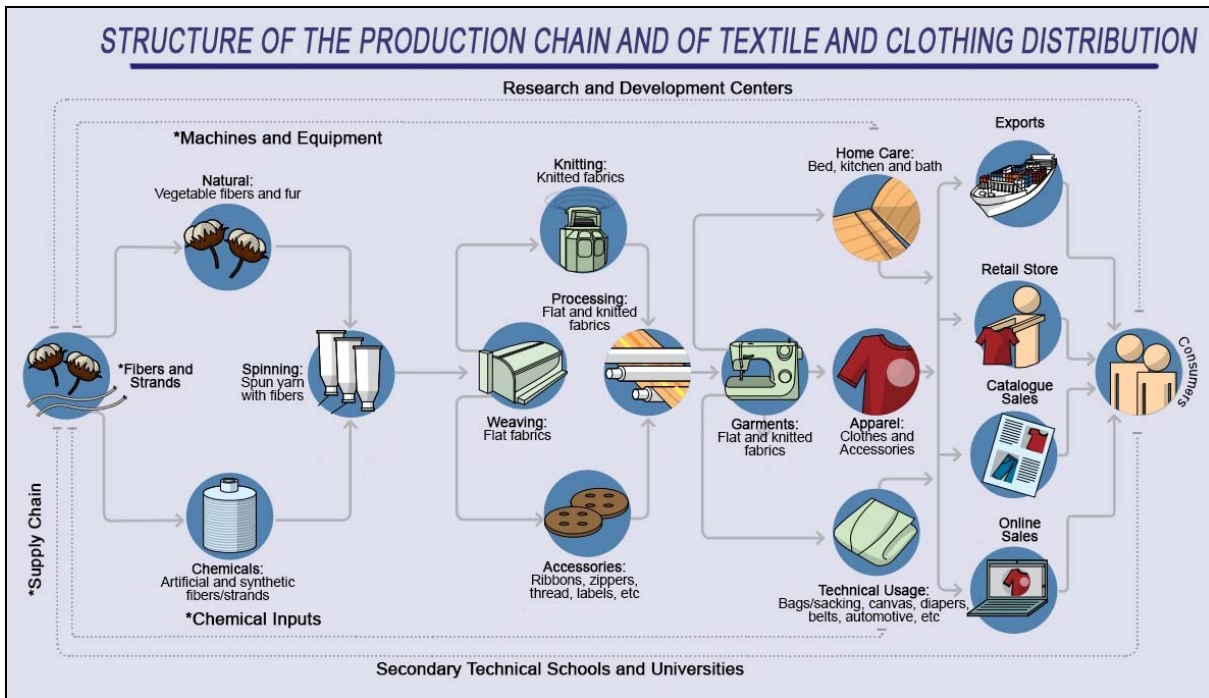 STRUCTURE OF THE PRODUCTION CHAIN AND OF TEXTILE AND CLOTHING DISTRIBUTION
Research and Development Centers
*Machines and Equipment
Natural:
Vegetable fibers and fur
Knitting:
Knitted fabrics
Home Care:
Bed, kitchen and bath
Exports
*Fibers and
Strands
Spinning:
Spun yarn
with fibers
Weaving:
Flat fabrics
Processing:
Flat and knitted
fabrics
Garments:
Flat and knitted
fabrics
Apparel:
Clothes and
Accessories
Retail Store
Catalogue
Sales
Consumers
*Supply Chain
Chemicals:
Artificial and synthetic
fibers/strands
Accessories:
Ribbons, zippers,
thread, labels, etc
Technical Usage:
Bags/sacking, canvas, diapers,
belts, automotive, etc
Online
Sales
*Chemical Inputs
Secondary Technical Schools and Universities